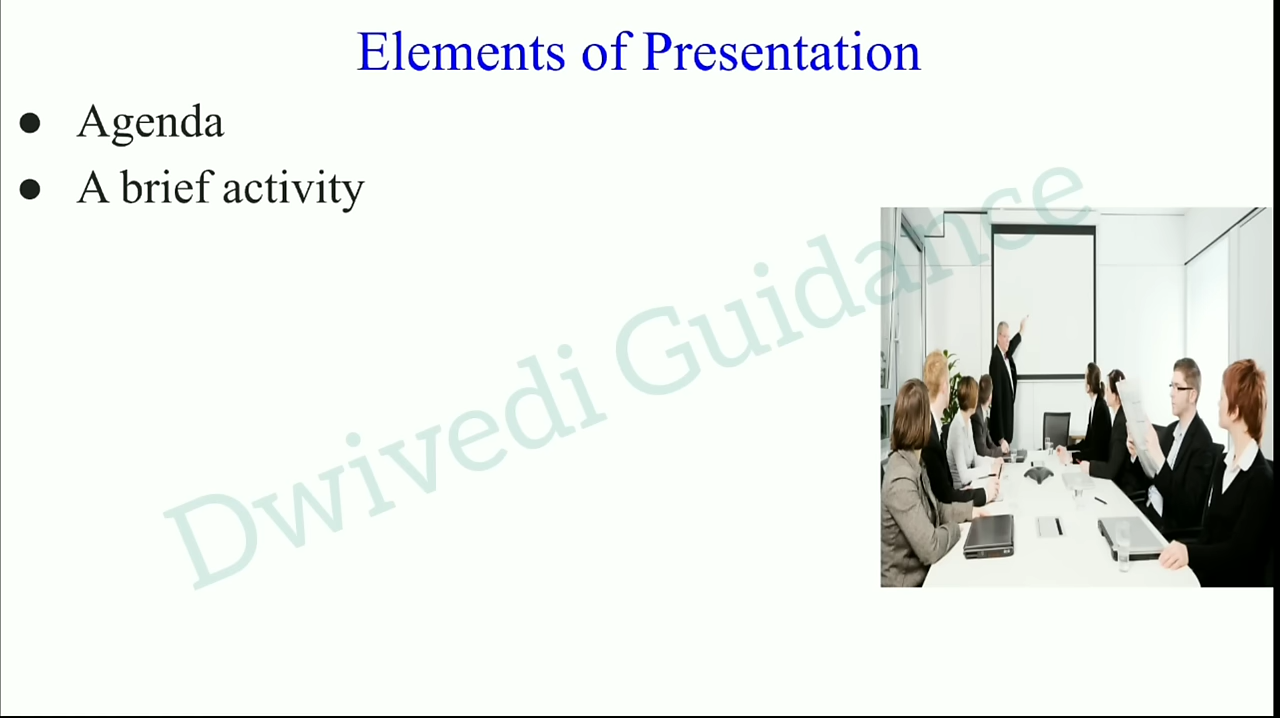 Elements of Presentation
● Agenda
● A brief activity
Dwivedi Guidance